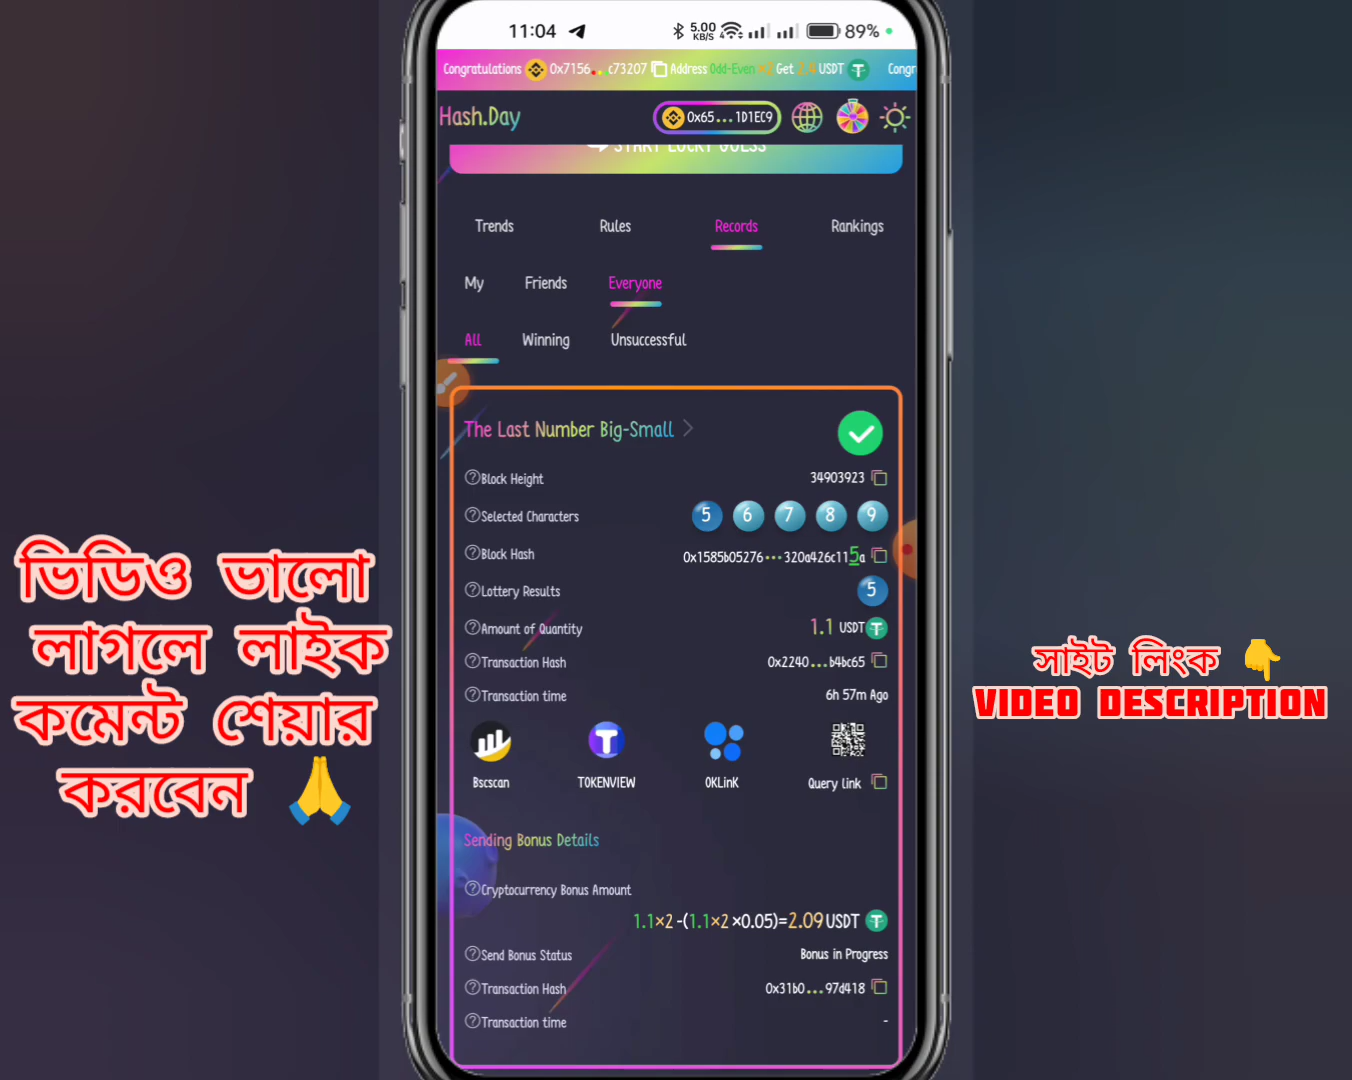 11:04 5.00 KB/S 89%
Congratulations 0x7156...c73207 Address Odd-Even ×2 Get USDT Congr
Hash.Day 0x65...1D1EC9
START LUCKY GUESS
Trends Rules Records Rankings
My Friends Everyone
All Winning Unsuccessful
The Last Number Big-Small >
Block Height 34903923
Selected Characters 5 6 7 8 9
Block Hash 0x1585b05276···320a426c115a
Lottery Results 5
Amount of Quantity 1.1 USDT
Transaction Hash 0x2240...b4bc65
Transaction time 6h 57m Ago
Bscscan TOKENVIEW OKLinK Query link
Sending Bonus Details
Cryptocurrency Bonus Amount
1.1×2 -(1.1×2 ×0.05)=2.09 USDT
Send Bonus Status Bonus in Progress
Transaction Hash 0x31b0...97d418
Transaction time -
ভিডিও ভালো
লাগলে লাইক
কমেন্ট শেয়ার
করবেন 🙏
সাইট লিংক 👇
VIDEO DESCRIPTION